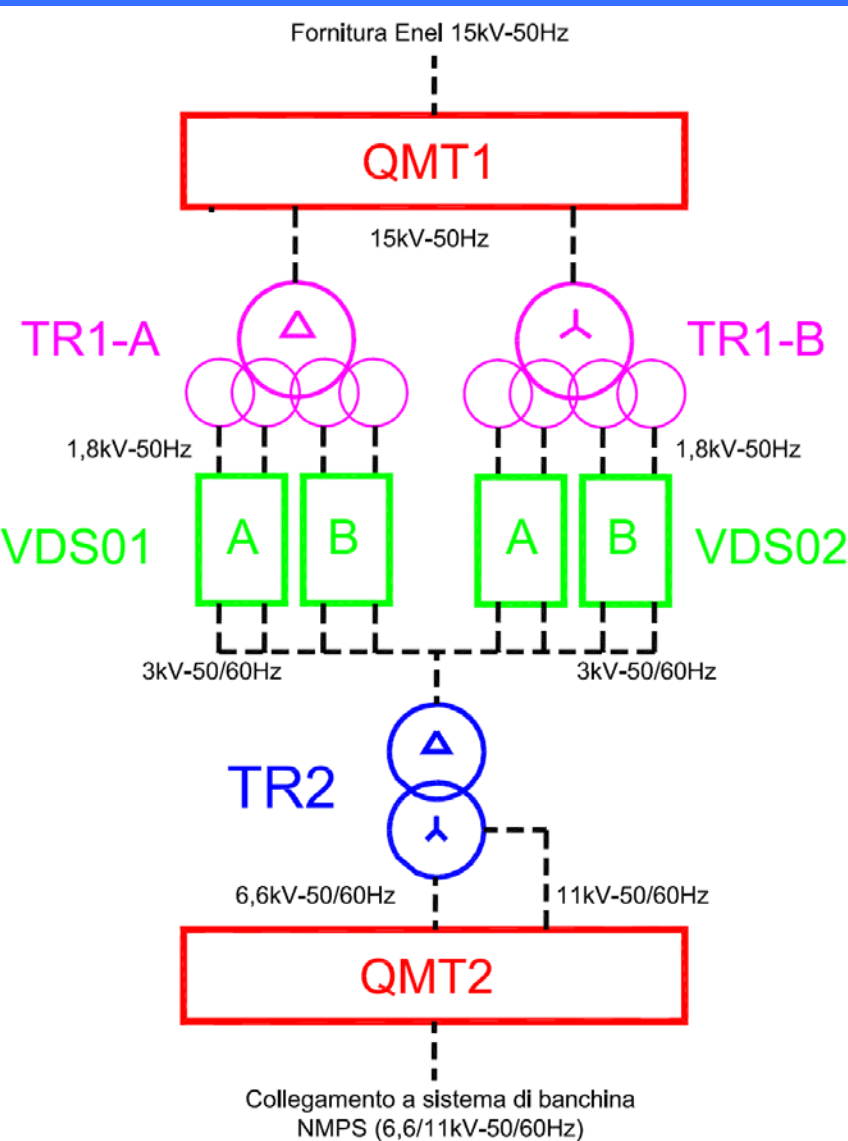 Fornitura Enel 15kV-50Hz
QMT1
15kV-50Hz
TR1-A
TR1-B
1,8kV-50Hz
1,8kV-50Hz
VDS01
A
B
A
B
VDS02
3kV-50/60Hz
3kV-50/60Hz
TR2
6,6kV-50/60Hz
11kV-50/60Hz
QMT2
Collegamento a sistema di banchina
NMPS (6,6/11kV-50/60Hz)